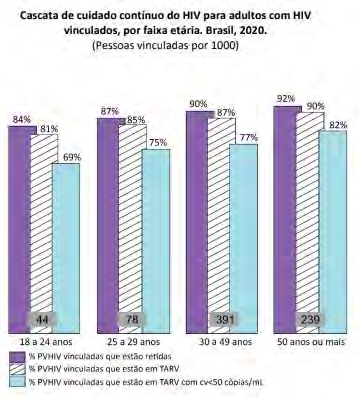 Cascata de cuidado contínuo do HIV para adultos com HIV
vinculados, por faixa etária. Brasil, 2020.
(Pessoas vinculadas por 1000)
84% 81% 69%
87% 85% 75%
90% 87% 77%
92% 90% 82%
44 78 391 239
18 a 24 anos 25 a 29 anos 30 a 49 anos 50 anos ou mais
% PVHIV vinculadas que estão retidas
% PVHIV vinculadas que estão em TARV
% PVHIV vinculadas que estão em TARV com cv<50 cópias/mL